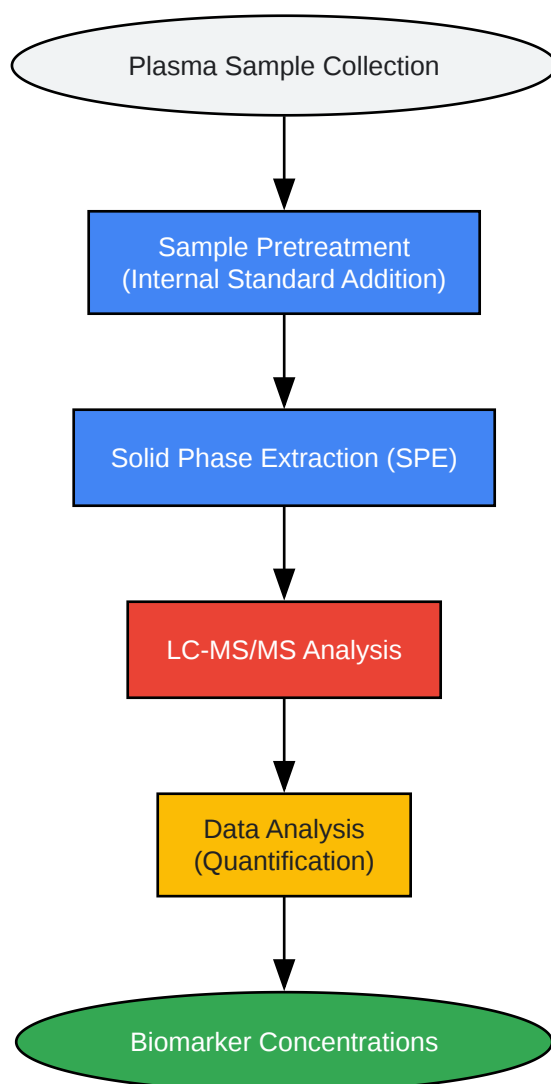 Plasma Sample Collection
Sample Pretreatment
(Internal Standard Addition)
Solid Phase Extraction (SPE)
LC-MS/MS Analysis
Data Analysis
(Quantification)
Biomarker Concentrations